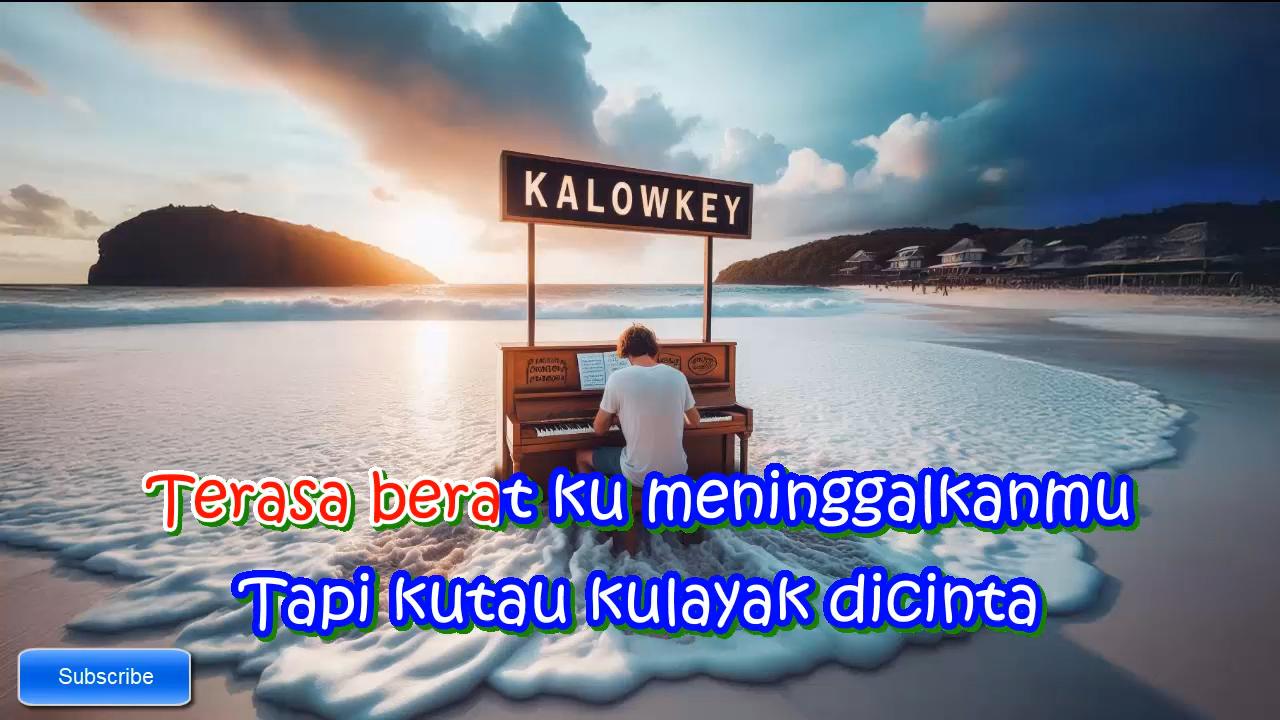 KALOWKEY
Terasa berat ku meninggalkanmu
Tapi kutau kulayak dicinta
Subscribe